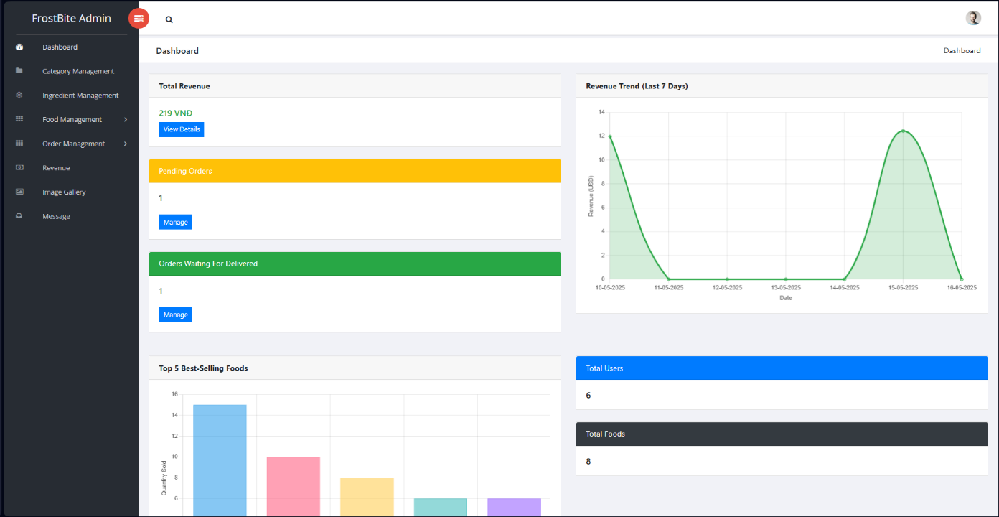 FrostBite Admin
Dashboard
Category Management
Ingredient Management
Food Management
Order Management
Revenue
Image Gallery
Message
Dashboard
Dashboard
Total Revenue
219 VNĐ
View Details
Pending Orders
1
Manage
Orders Waiting For Delivered
1
Manage
Revenue Trend (Last 7 Days)
14
12
10
8
6
4
2
0
Revenue (USD)
10-05-2025 11-05-2025 12-05-2025 13-05-2025 14-05-2025 15-05-2025 16-05-2025
Date
Top 5 Best-Selling Foods
16
14
12
10
8
6
Quantity Sold
Total Users
6
Total Foods
8